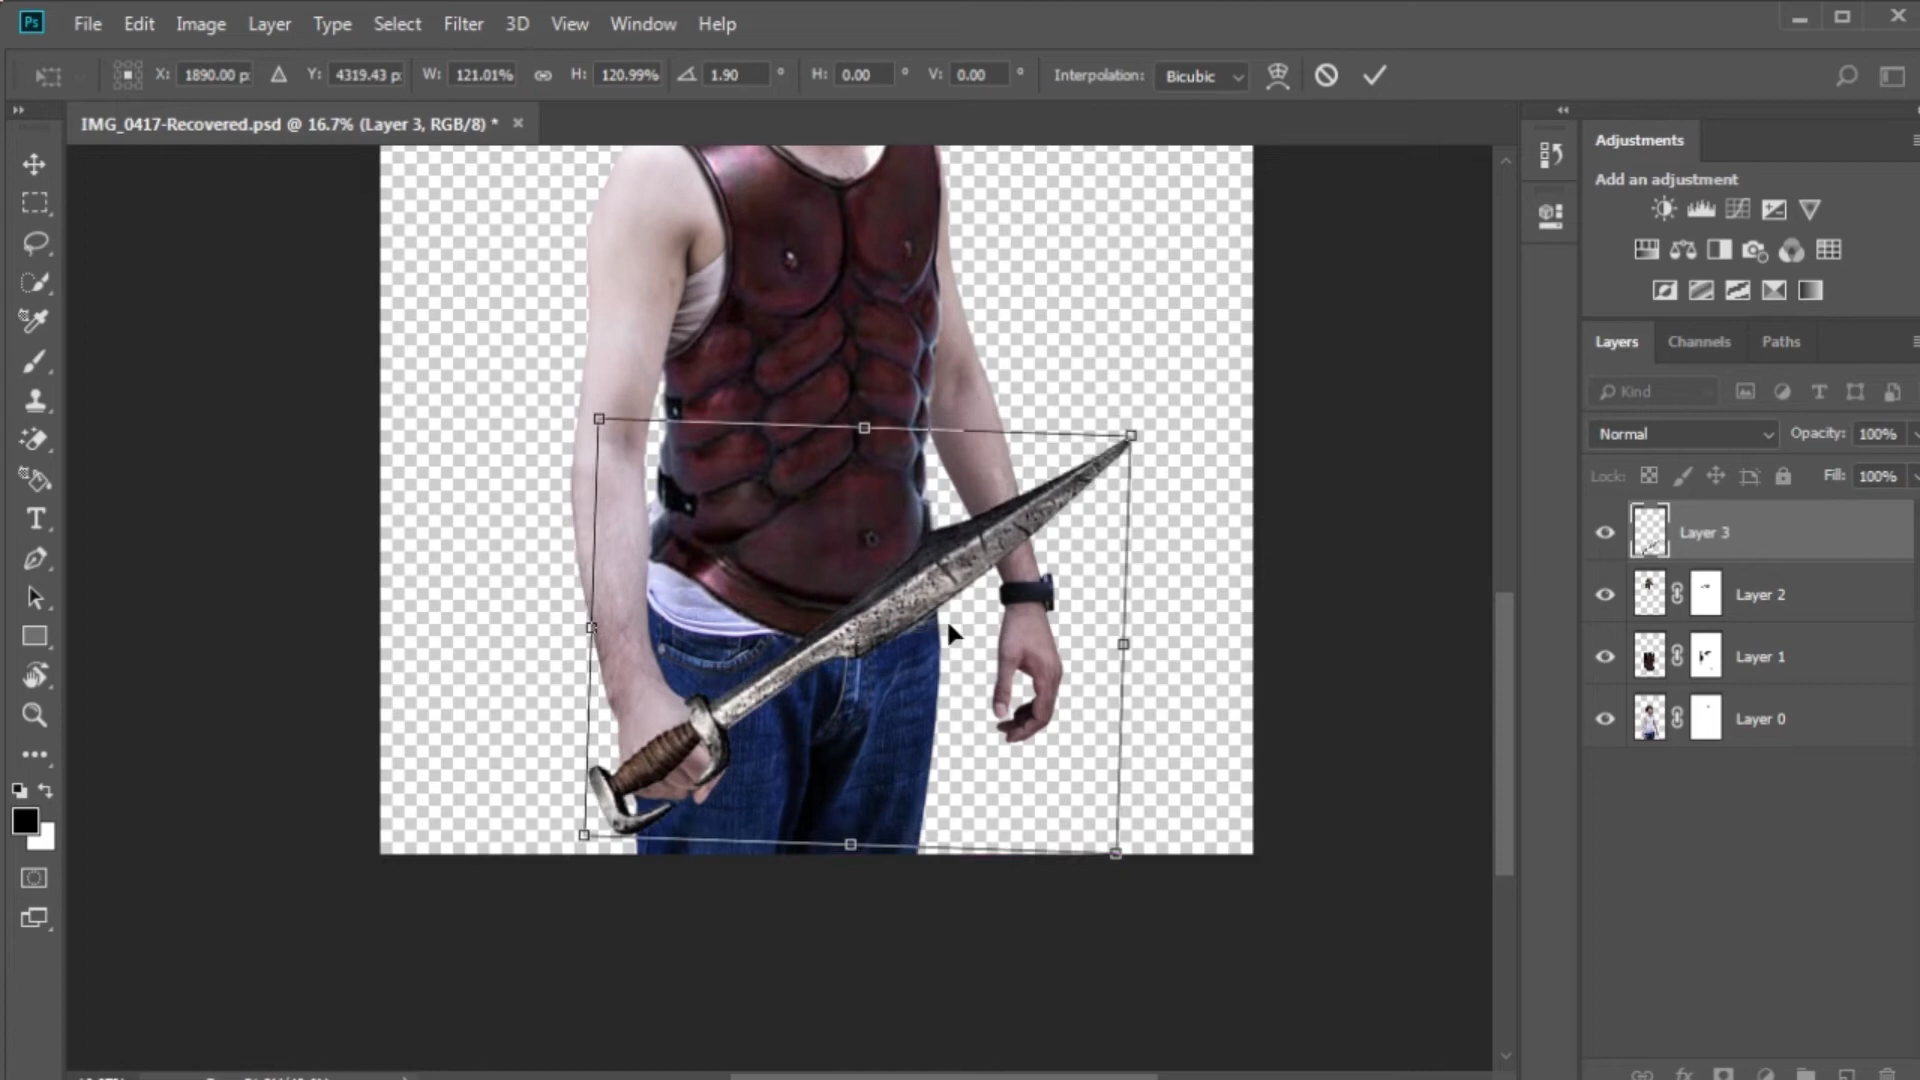 Ps File Edit Image Layer Type Select Filter 3D View Window Help
X: 1890.00 p: Y: 4319.43 p: W: 121.01% H: 120.99% 1.90 ° H: 0.00 ° V: 0.00 ° Interpolation: Bicubic
IMG_0417-Recovered.psd @ 16.7% (Layer 3, RGB/8) *
Adjustments
Add an adjustment
Layers Channels Paths
Kind
Normal Opacity: 100%
Lock: Fill: 100%
Layer 3
Layer 2
Layer 1
Layer 0